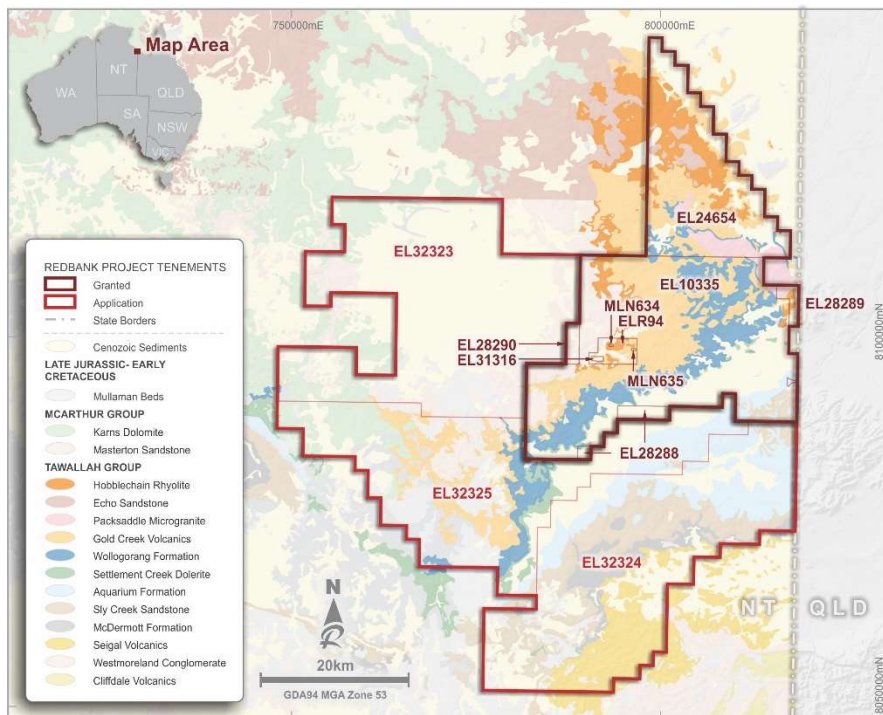 750000mE
800000mE
Map Area
NT
WA
QLD
SA
NSW
VIC
EL24654
EL32323
EL10335
EL28289
MLN634
ELR94
EL28290
EL31316
MLN635
8100000mN
EL28288
EL32325
EL32324
NT
QLD
REDBANK PROJECT TENEMENTS
Granted
Application
State Borders
Cenozoic Sediments
LATE JURASSIC- EARLY
CRETACEOUS
Mullaman Beds
MCARTHUR GROUP
Karns Dolomite
Masterton Sandstone
TAWALLAH GROUP
Hobblechain Rhyolite
Echo Sandstone
Packsaddle Microgranite
Gold Creek Volcanics
Wollogorang Formation
Settlement Creek Dolerite
Aquarium Formation
Sly Creek Sandstone
McDermott Formation
Seigal Volcanics
Westmoreland Conglomerate
Cliffdale Volcanics
N
20km
GDA94 MGA Zone 53
8050000mN